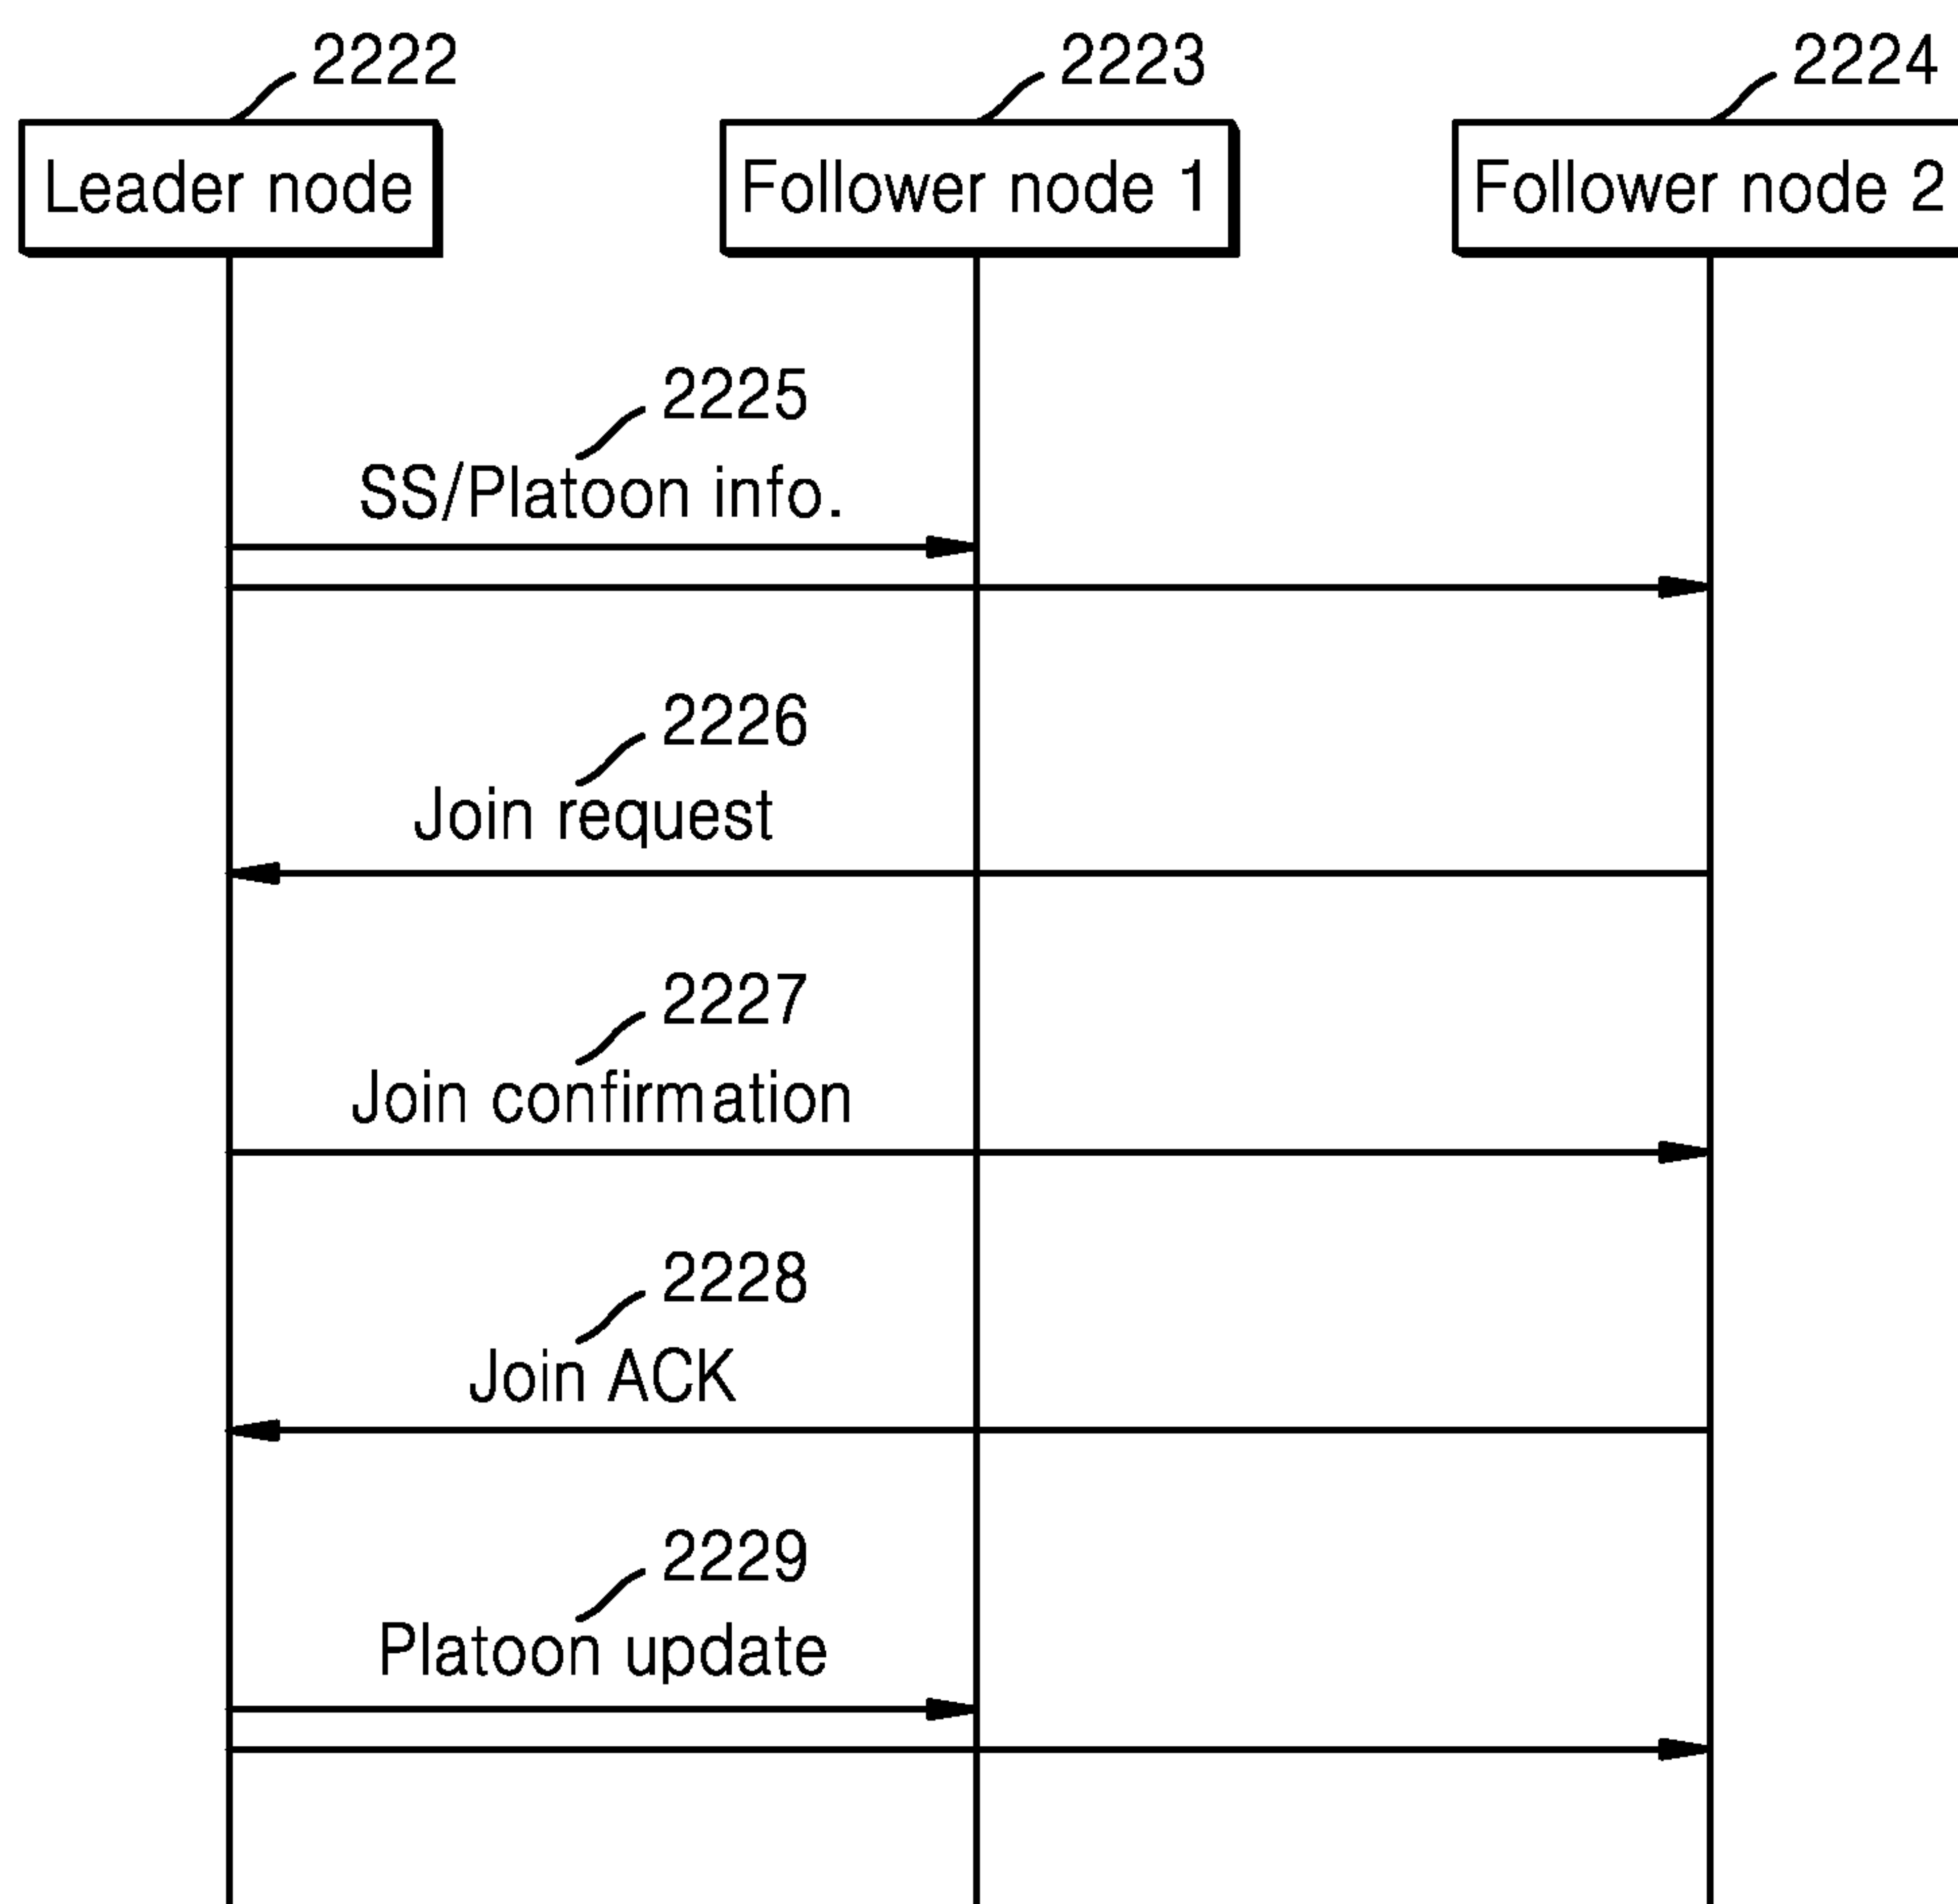 2222
2223
2224
Leader node
Follower node 1
Follower node 2
2225
SS/Platoon info.
2226
Join request
2227
Join confirmation
2228
Join ACK
2229
Platoon update